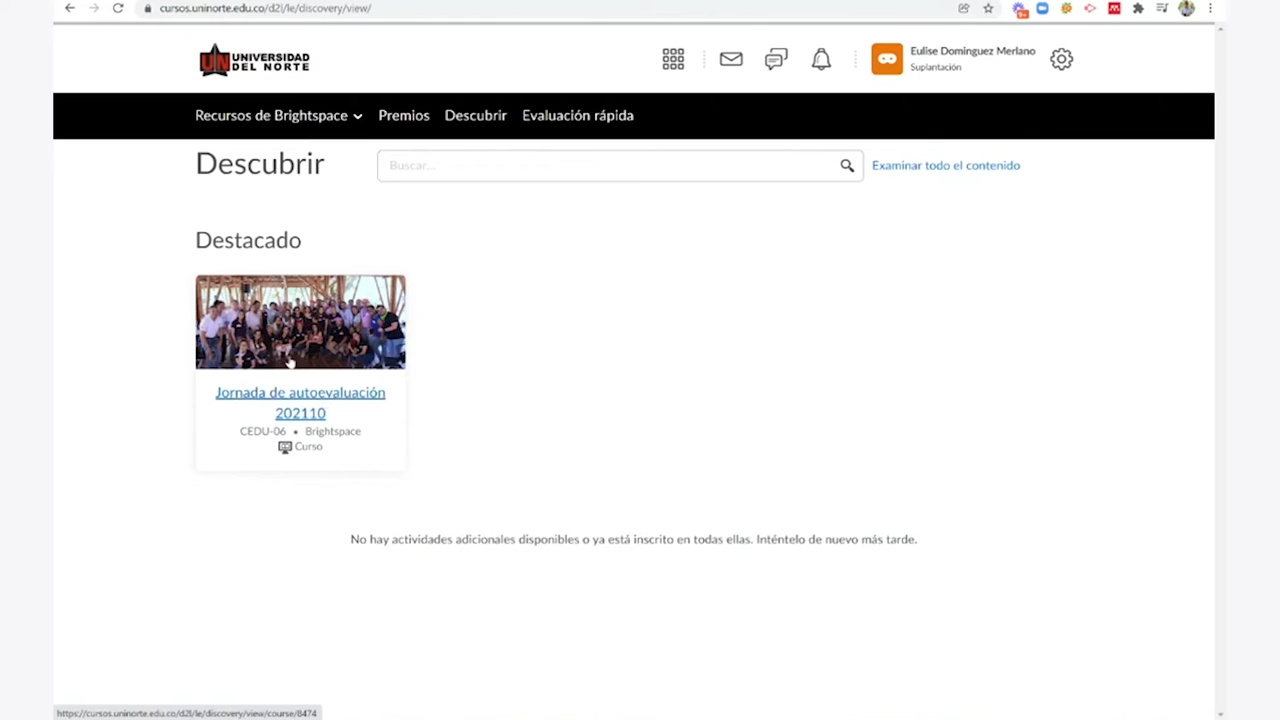 cursos.uninorte.edu.co/d2l/le/discovery/view/
9+
UN UNIVERSIDAD
DEL NORTE
Eulise Dominguez Merlano
Suplantación
Recursos de Brightspace Premios Descubrir Evaluación rápida
Descubrir
Buscar...
Examinar todo el contenido
Destacado
Jornada de autoevaluación
202110
CEDU-06 • Brightspace
Curso
No hay actividades adicionales disponibles o ya está inscrito en todas ellas. Inténtelo de nuevo más tarde.
https://cursos.uninorte.edu.co/d2l/le/discovery/view/course/8474